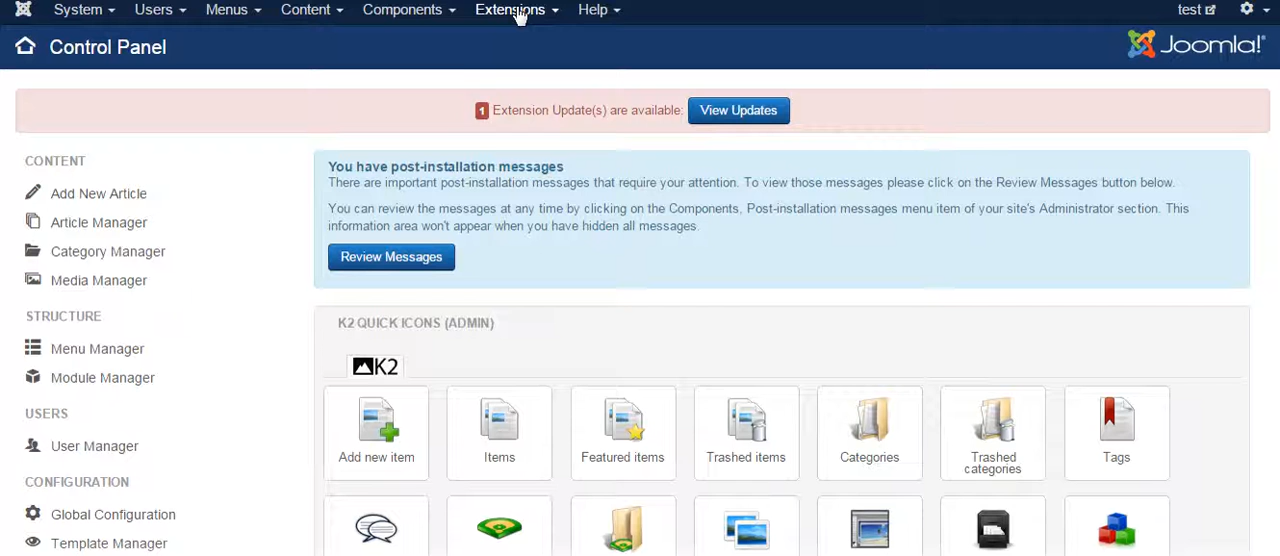 System Users Menus Content Components Extensions Help test
Control Panel
Joomla!
1 Extension Update(s) are available: View Updates
CONTENT
Add New Article
Article Manager
Category Manager
Media Manager
STRUCTURE
Menu Manager
Module Manager
USERS
User Manager
CONFIGURATION
Global Configuration
Template Manager
You have post-installation messages
There are important post-installation messages that require your attention. To view those messages please click on the Review Messages button below.
You can review the messages at any time by clicking on the Components, Post-installation messages menu item of your site's Administrator section. This
information area won't appear when you have hidden all messages.
Review Messages
K2 QUICK ICONS (ADMIN)
K2
Add new item Items Featured items Trashed items Categories Trashed Tags
categories